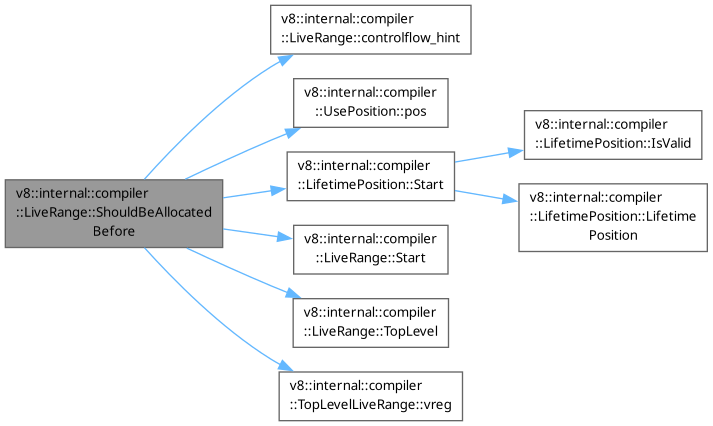 v8::internal::compiler
::LiveRange::controlflow_hint
v8::internal::compiler
::UsePosition::pos
v8::internal::compiler
::LifetimePosition::IsValid
v8::internal::compiler
::LifetimePosition::Start
v8::internal::compiler
::LiveRange::ShouldBeAllocated
Before
v8::internal::compiler
::LifetimePosition::Lifetime
Position
v8::internal::compiler
::LiveRange::Start
v8::internal::compiler
::LiveRange::TopLevel
v8::internal::compiler
::TopLevelLiveRange::vreg